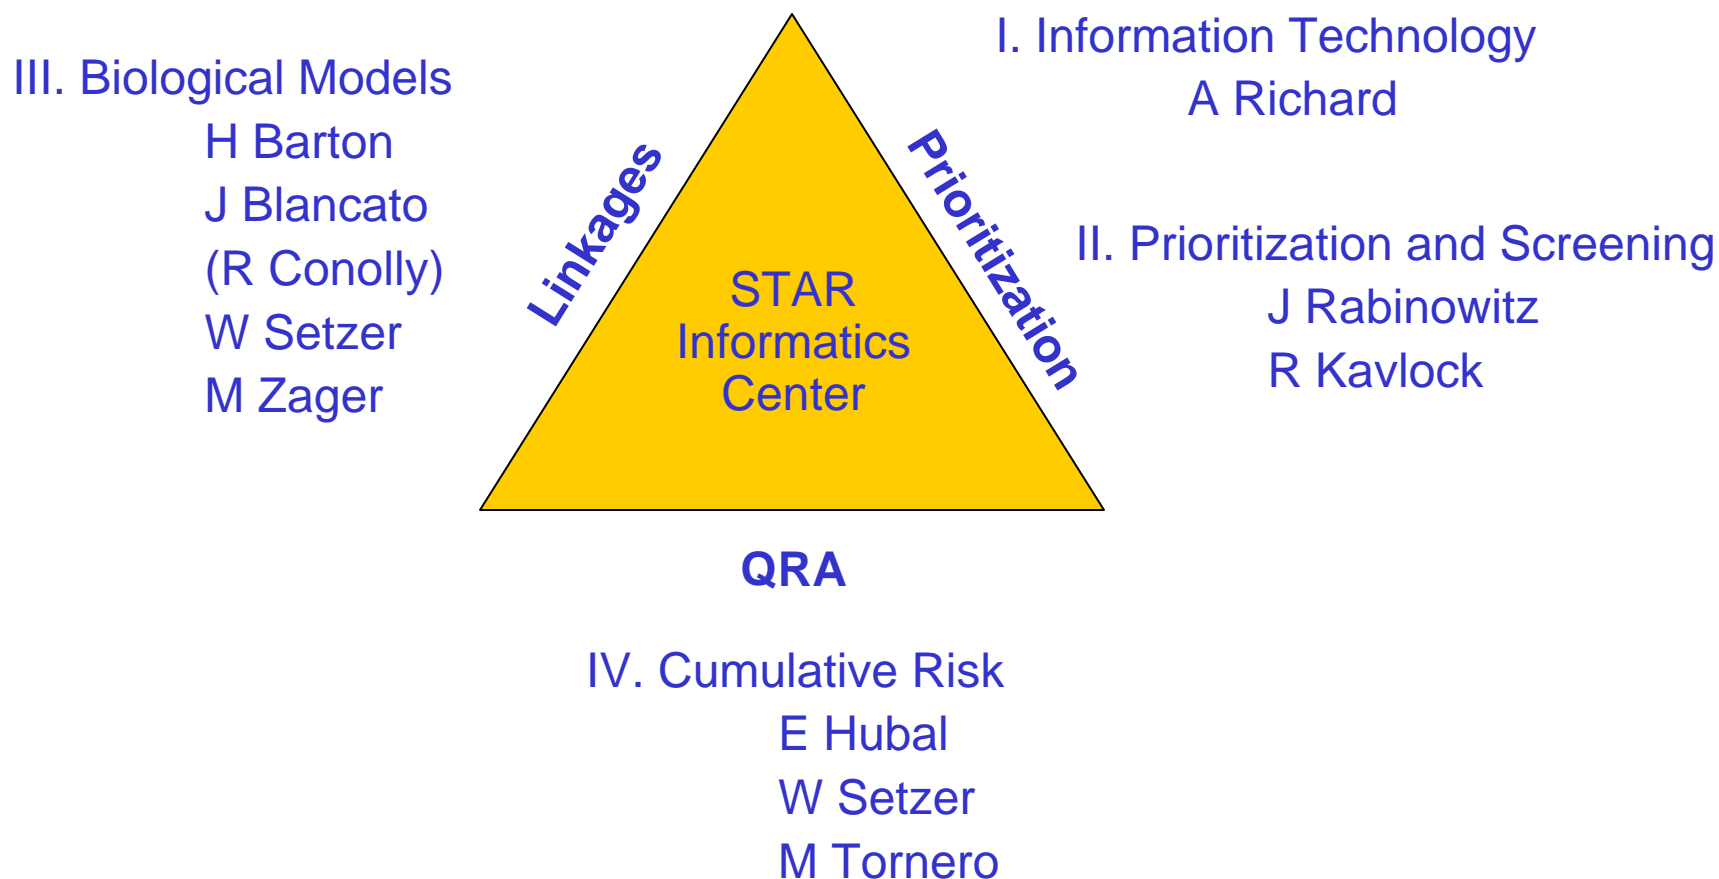 III. Biological Models
H Barton
J Blancato
(R Conolly)
W Setzer
M Zager
Linkages
STAR
Informatics
Center
Prioritization
I. Information Technology
A Richard
II. Prioritization and Screening
J Rabinowitz
R Kavlock
QRA
IV. Cumulative Risk
E Hubal
W Setzer
M Tornero